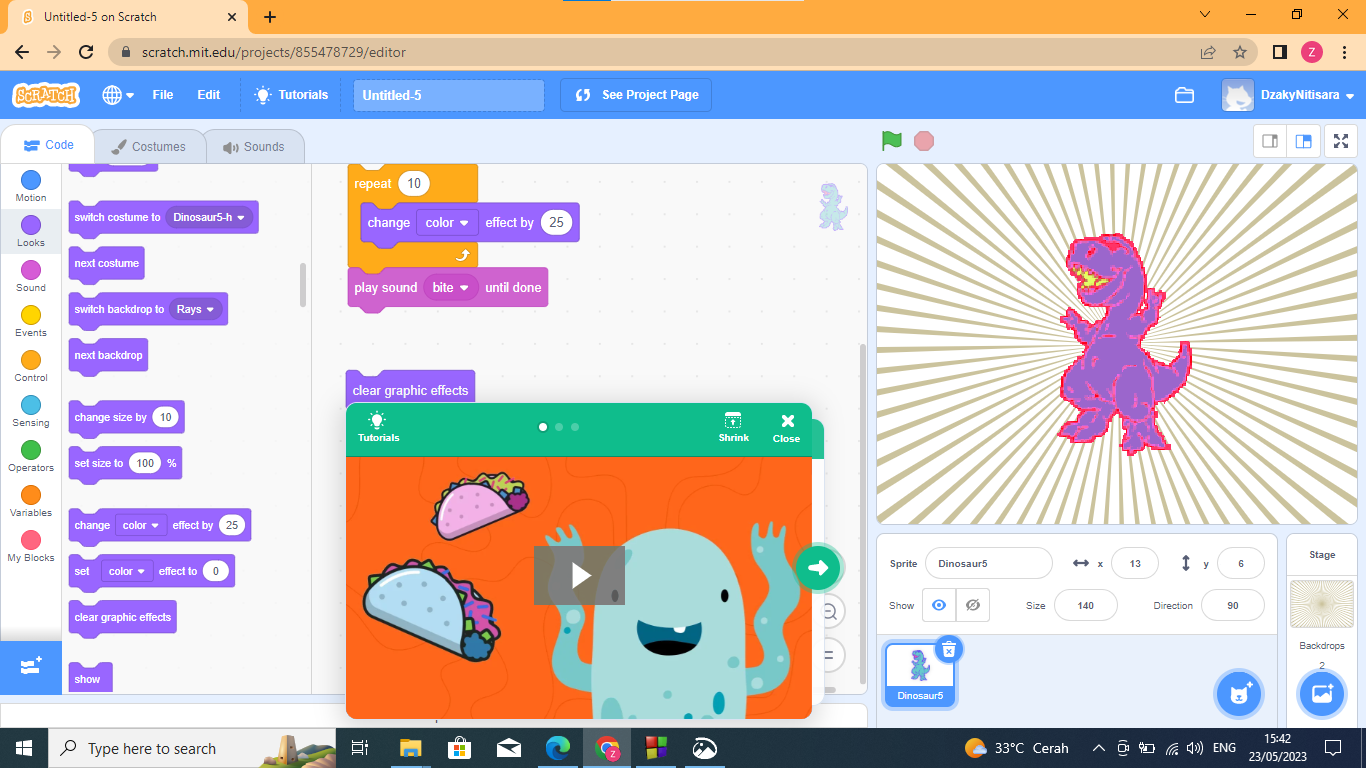 Untitled-5 on Scratch
scratch.mit.edu/projects/855478729/editor
Z
SCRATCH
File
Edit
Tutorials
Untitled-5
See Project Page
DzakyNitisara
Code
Costumes
Sounds
Motion
Looks
Sound
Events
Control
Sensing
Operators
Variables
My Blocks
switch costume to Dinosaur5-h
next costume
switch backdrop to Rays
next backdrop
change size by 10
set size to 100 %
change color effect by 25
set color effect to 0
clear graphic effects
show
repeat 10
change color effect by 25
play sound bite until done
clear graphic effects
Tutorials
Shrink
Close
Sprite Dinosaur5 x 13 y 6
Show Size 140 Direction 90
Dinosaur5
Stage
Backdrops
2
Type here to search
Z
33°C Cerah
ENG
15:42
23/05/2023